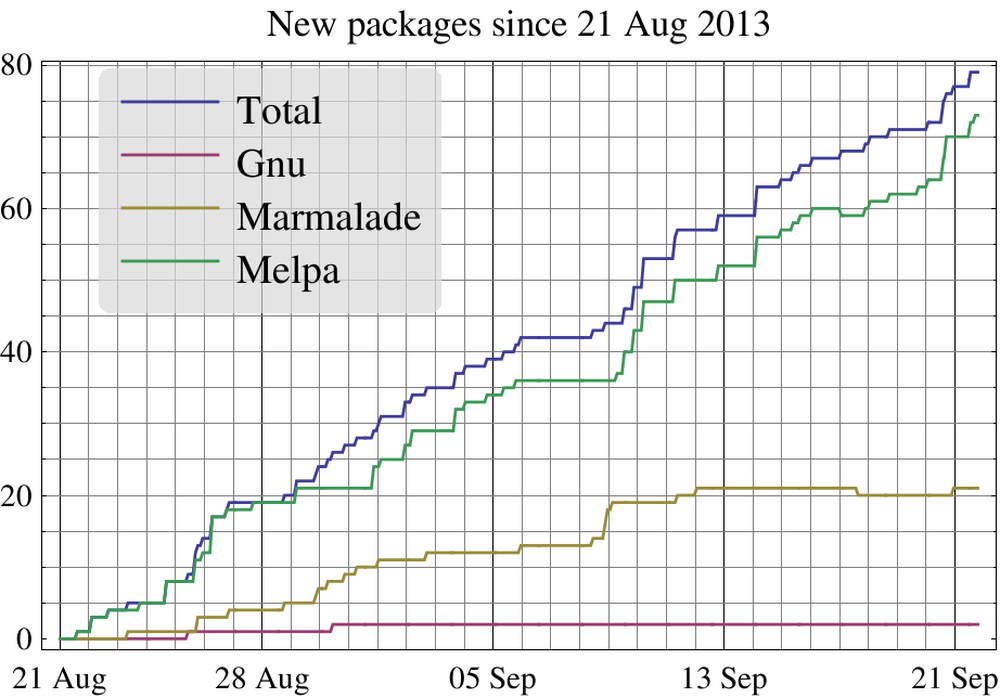 New packages since 21 Aug 2013
80
60
40
20
0
Total
Gnu
Marmalade
Melpa
21 Aug 28 Aug 05 Sep 13 Sep 21 Sep